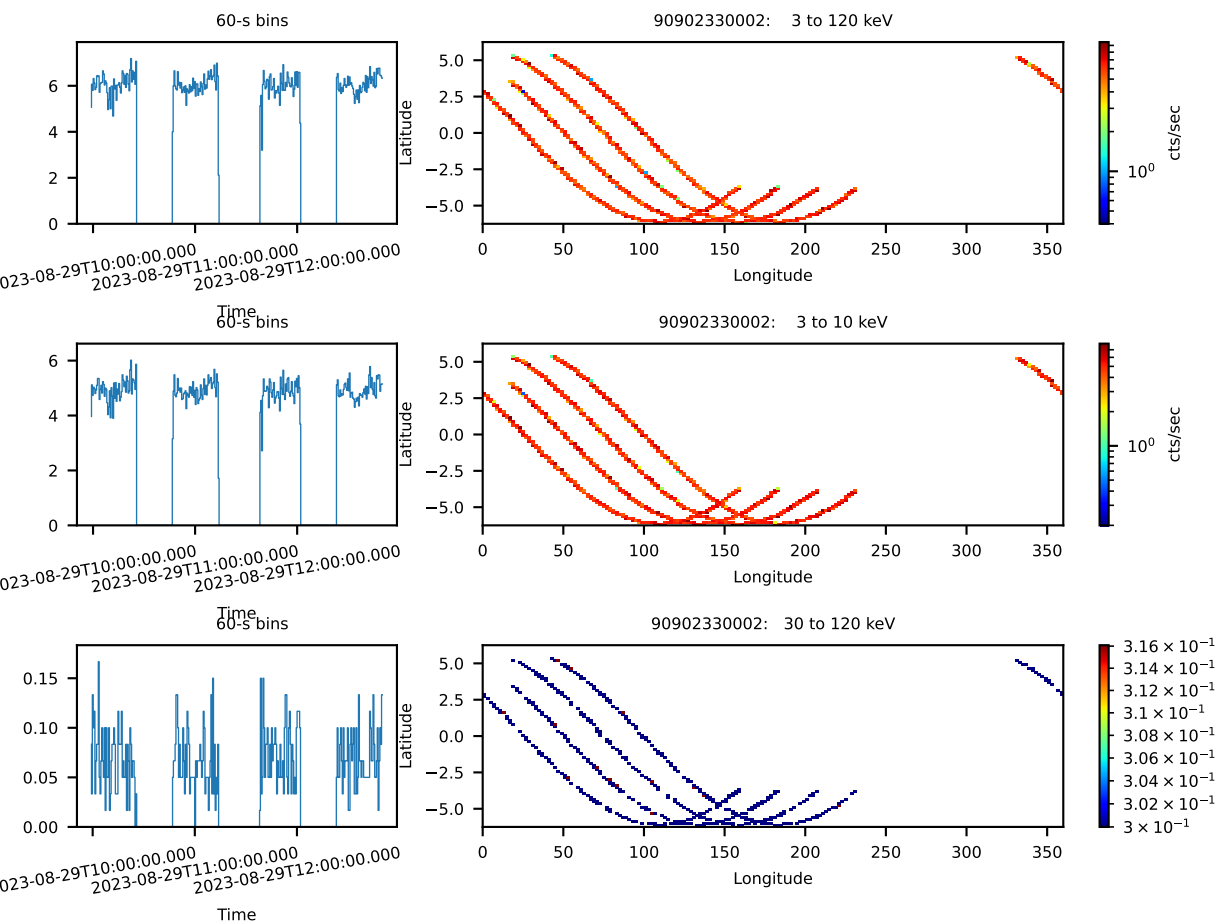 60-s bins
90902330002: 3 to 120 keV
6
4
2
0
Latitude
5.0
2.5
0.0
−2.5
−5.0
10⁰
cts/sec
0 50 100 150 200 250 300 350
Longitude
023-08-29T10:00:00.000
2023-08-29T11:00:00.000
2023-08-29T12:00:00.000
Time
60-s bins
90902330002: 3 to 10 keV
6
4
2
0
Latitude
5.0
2.5
0.0
−2.5
−5.0
10⁰
cts/sec
0 50 100 150 200 250 300 350
Longitude
023-08-29T10:00:00.000
2023-08-29T11:00:00.000
2023-08-29T12:00:00.000
Time
60-s bins
90902330002: 30 to 120 keV
0.15
0.10
0.05
0.00
Latitude
5.0
2.5
0.0
−2.5
−5.0
3.16 × 10⁻¹
3.14 × 10⁻¹
3.12 × 10⁻¹
3.1 × 10⁻¹
3.08 × 10⁻¹
3.06 × 10⁻¹
3.04 × 10⁻¹
3.02 × 10⁻¹
3 × 10⁻¹
0 50 100 150 200 250 300 350
Longitude
023-08-29T10:00:00.000
2023-08-29T11:00:00.000
2023-08-29T12:00:00.000
Time